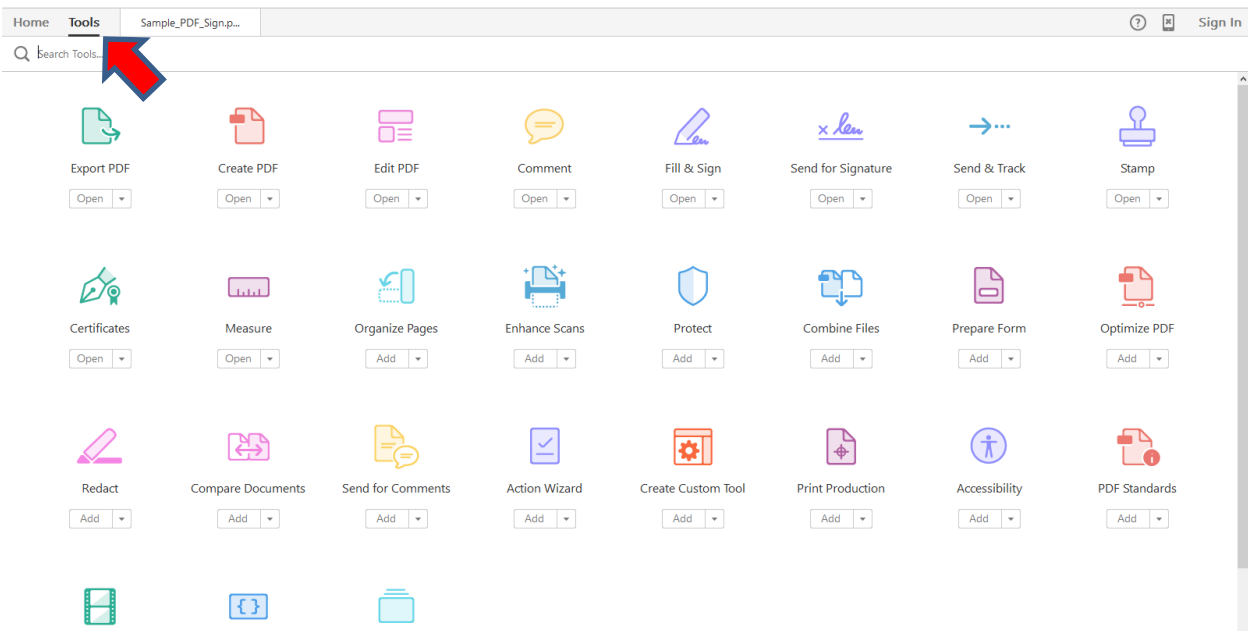 Home Tools Sample_PDF_Sign.p... Sign In
Search Tools...
Export PDF Create PDF Edit PDF Comment Fill & Sign Send for Signature Send & Track Stamp
Open Open Open Open Open Open Open Open
Certificates Measure Organize Pages Enhance Scans Protect Combine Files Prepare Form Optimize PDF
Open Open Add Add Add Add Add Add
Redact Compare Documents Send for Comments Action Wizard Create Custom Tool Print Production Accessibility PDF Standards
Add Add Add Add Add Add Add Add